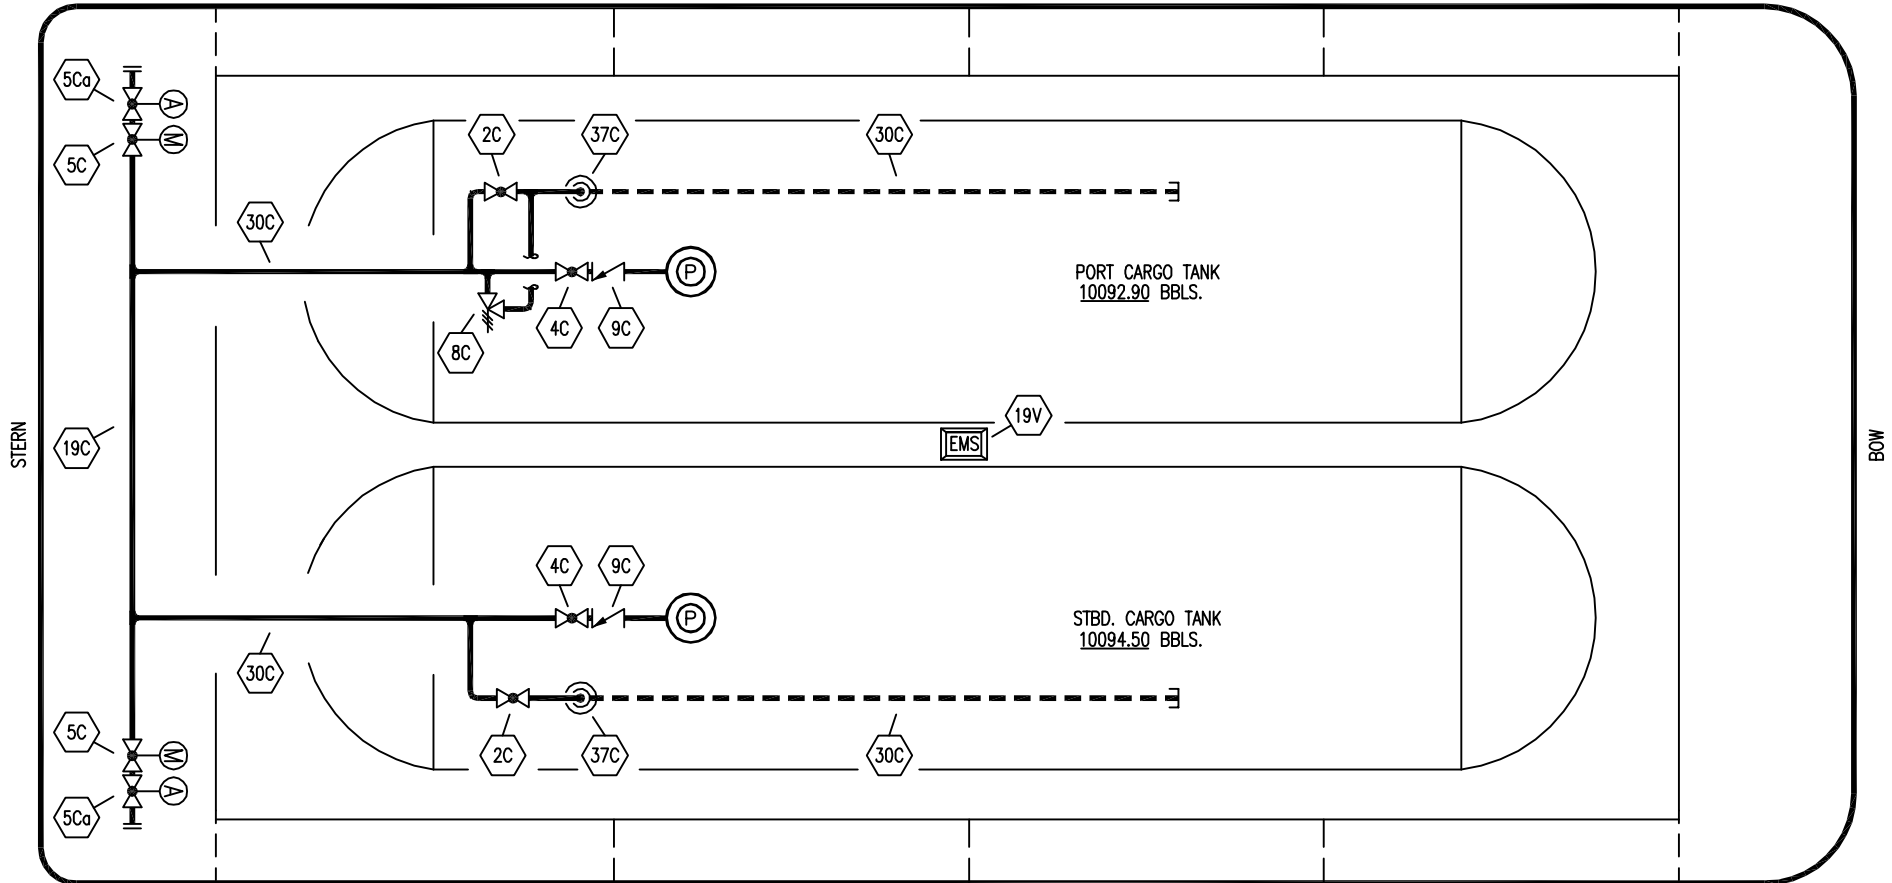 5Ca
A
2C
37C
30C
M
5C
30C
P
PORT CARGO TANK
10092.90 BBLS.
8C
4C
9C
STERN
19C
EMS
19V
BOW
4C
9C
P
STBD. CARGO TANK
10094.50 BBLS.
30C
5C
M
2C
37C
30C
A
5Ca